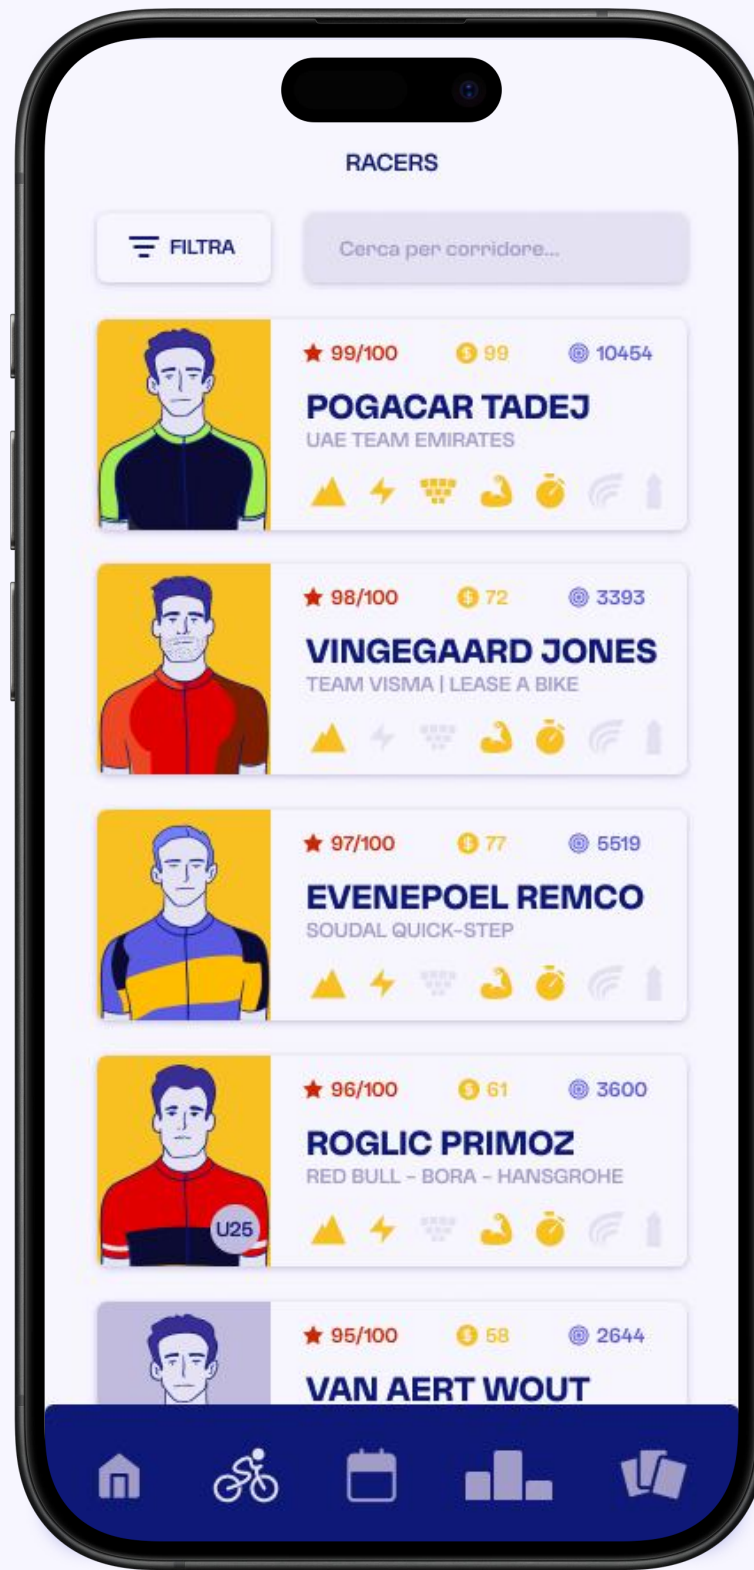 RACERS
FILTRA
Cerca per corridore...
99/100 $ 99 10454
POGACAR TADEJ
UAE TEAM EMIRATES
98/100 $ 72 3393
VINGEGAARD JONES
TEAM VISMA | LEASE A BIKE
97/100 $ 77 5519
EVENEPOEL REMCO
SOUDAL QUICK-STEP
96/100 $ 61 3600
ROGLIC PRIMOZ
RED BULL - BORA - HANSGROHE
U25
95/100 $ 58 2644
VAN AERT WOUT